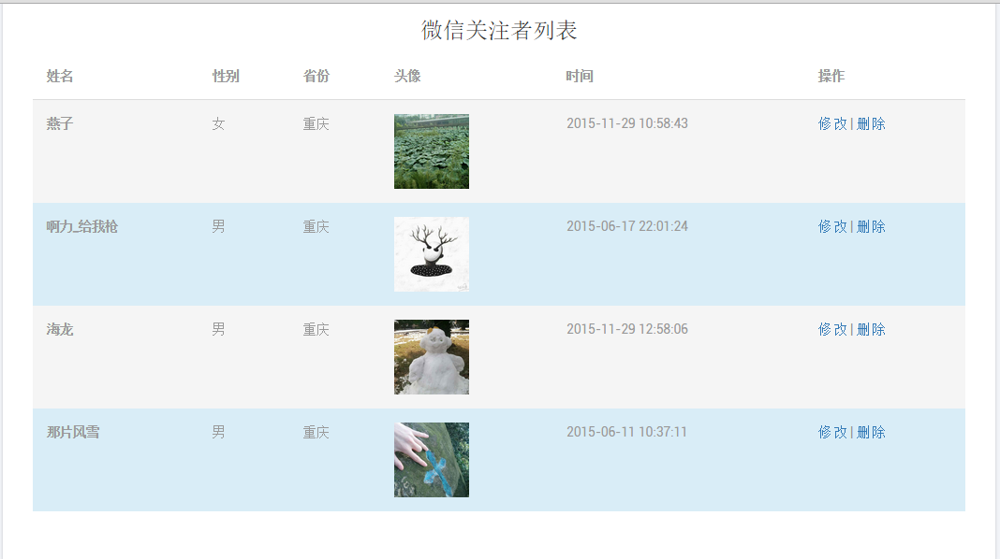 微信关注者列表
姓名 性别 省份 头像 时间 操作
燕子 女 重庆 2015-11-29 10:58:43 修改 | 删除
啊力_给我枪 男 重庆 2015-06-17 22:01:24 修改 | 删除
海龙 男 重庆 2015-11-29 12:58:06 修改 | 删除
那片风雪 男 重庆 2015-06-11 10:37:11 修改 | 删除